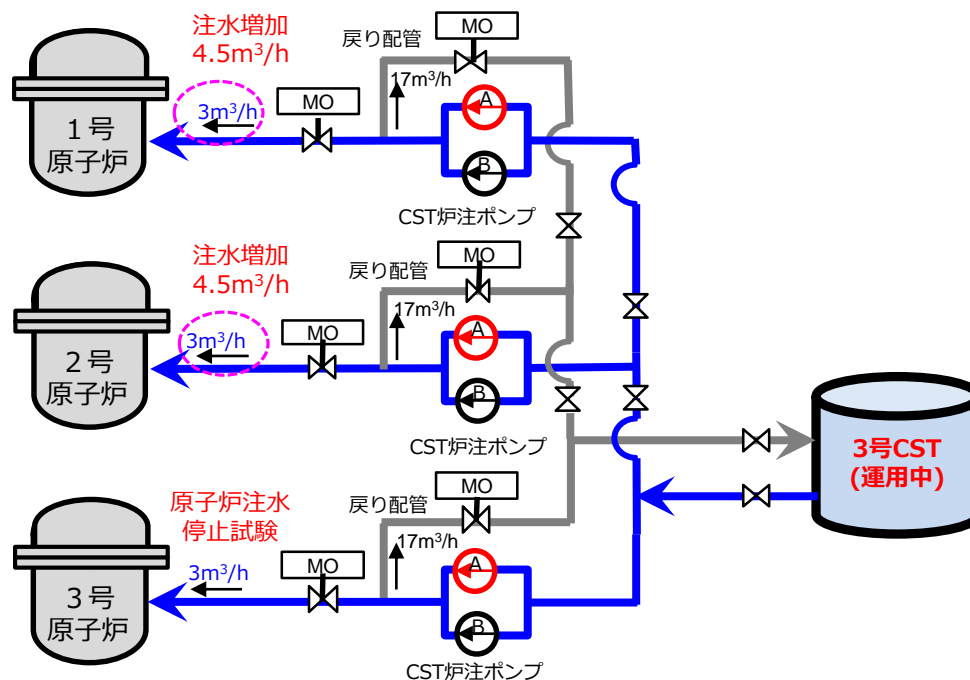 注水増加
4.5m³/h
MO
戻り配管
17m³/h
3m³/h
MO
A
B
1号
原子炉
CST炉注ポンプ
注水増加
4.5m³/h
MO
戻り配管
17m³/h
3m³/h
MO
A
B
2号
原子炉
CST炉注ポンプ
3号CST
(運用中)
原子炉注水
停止試験
MO
戻り配管
17m³/h
3m³/h
MO
A
B
3号
原子炉
CST炉注ポンプ